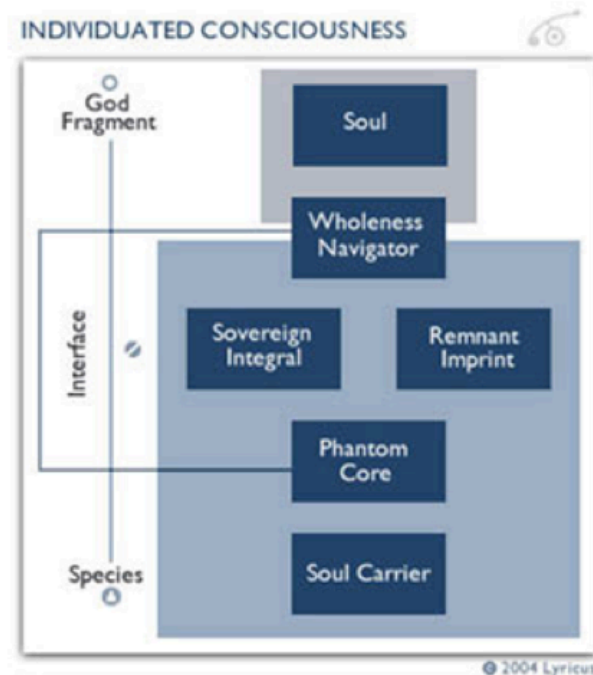 INDIVIDUATED CONSCIOUSNESS
God
Fragment
Soul
Wholeness
Navigator
Interface
Sovereign
Integral
Remnant
Imprint
Phantom
Core
Species
Soul Carrier
© 2004 Lyricus